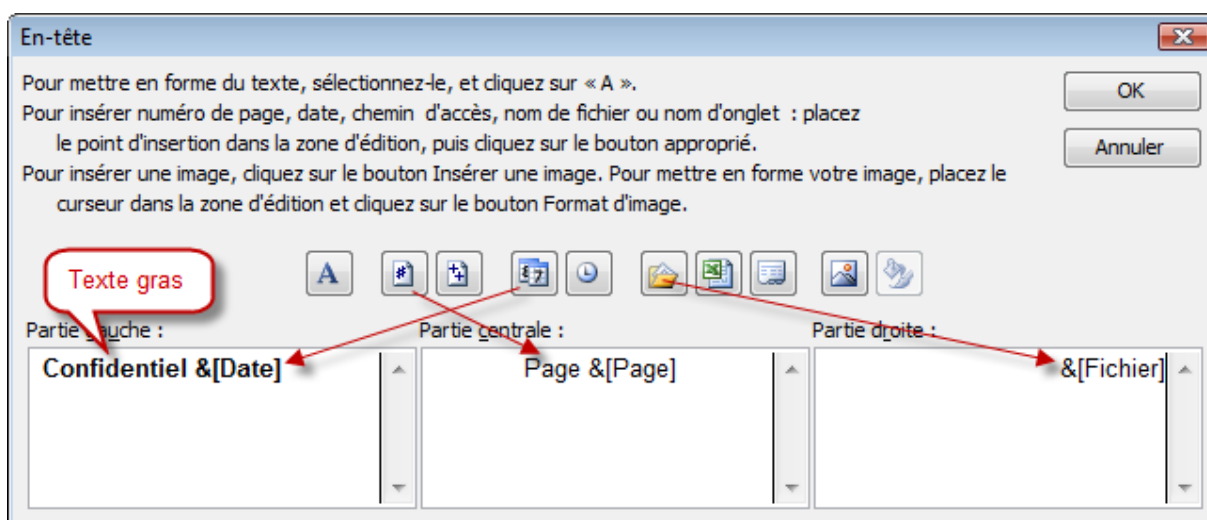 En-tête
Pour mettre en forme du texte, sélectionnez-le, et cliquez sur « A ».
Pour insérer numéro de page, date, chemin d'accès, nom de fichier ou nom d'onglet : placez
le point d'insertion dans la zone d'édition, puis cliquez sur le bouton approprié.
Pour insérer une image, cliquez sur le bouton Insérer une image. Pour mettre en forme votre image, placez le
curseur dans la zone d'édition et cliquez sur le bouton Format d'image.
OK
Annuler
Texte gras
A
Partie gauche :
Partie centrale :
Partie droite :
Confidentiel &[Date]
Page &[Page]
&[Fichier]